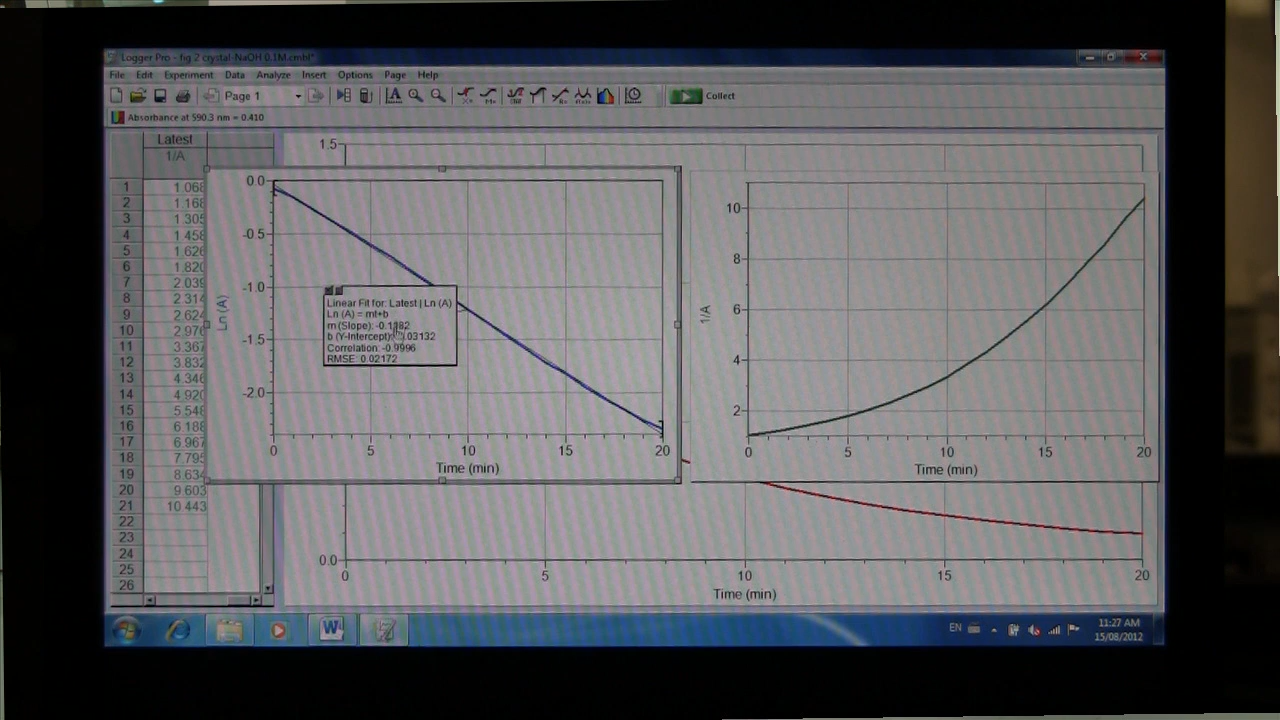 Logger Pro - fig 2 crystal-NaOH 0.1M.cmbl*
File Edit Experiment Data Analyze Insert Options Page Help
Page 1
Collect
Absorbance at 590.3 nm = 0.410
Latest
1/A
1 1.068
2 1.168
3 1.305
4 1.458
5 1.626
6 1.820
7 2.039
8 2.314
9 2.624
10 2.976
11 3.367
12 3.832
13 4.346
14 4.920
15 5.548
16 6.188
17 6.967
18 7.795
19 8.634
20 9.603
21 10.443
22
23
24
25
26
1.5
0.0
0 5 10 15 20
Time (min)
Ln (A)
0.0
-0.5
-1.0
-1.5
-2.0
0 5 10 15 20
Time (min)
Linear Fit for: Latest | Ln (A)
Ln (A) = mt+b
m (Slope): -0.1182
b (Y-Intercept): 03132
Correlation: -0.9996
RMSE: 0.02172
1/A
10
8
6
4
2
0 5 10 15 20
Time (min)
W
EN
11:27 AM
15/08/2012